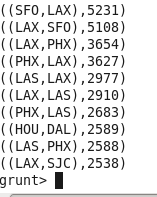 ((SFO,LAX),5231)
((LAX,SFO),5108)
((LAX,PHX),3654)
((PHX,LAX),3627)
((LAS,LAX),2977)
((LAX,LAS),2910)
((PHX,LAS),2683)
((HOU,DAL),2589)
((LAS,PHX),2588)
((LAX,SJC),2538)
grunt>